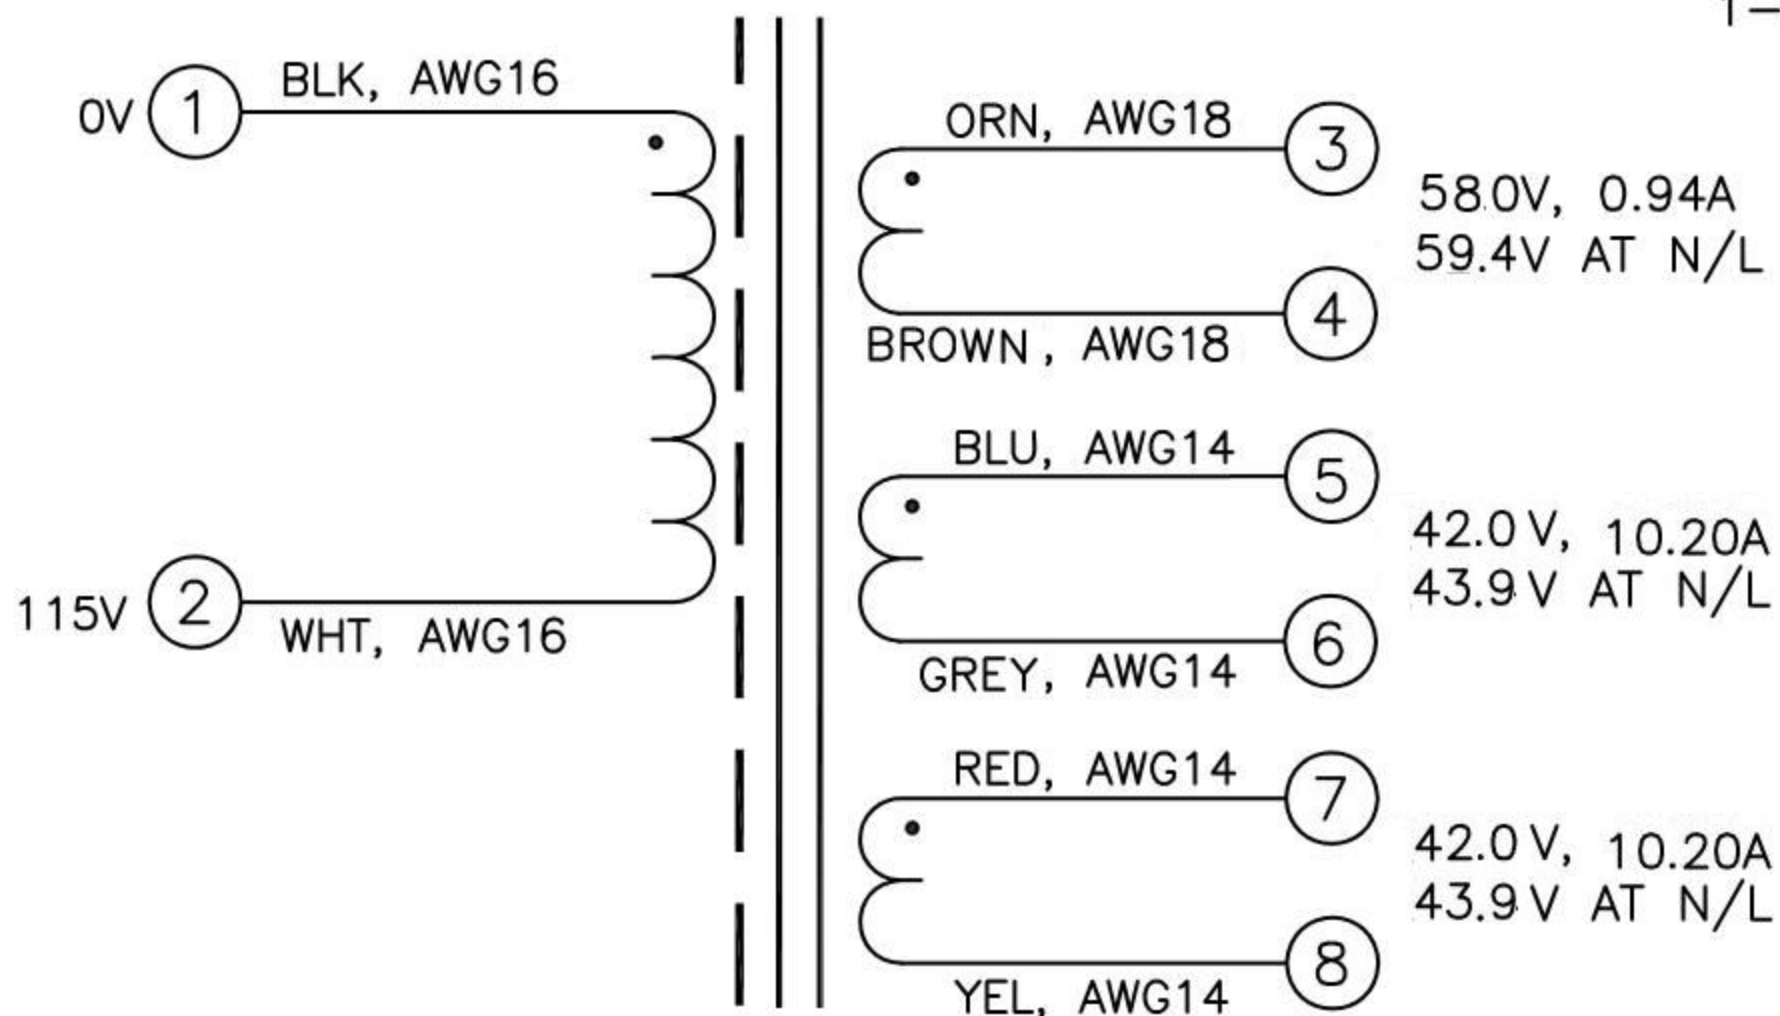 1–
BLK, AWG16
0V 1
115V 2
WHT, AWG16
ORN, AWG18
3
58.0V, 0.94A
59.4V AT N/L
4
BROWN, AWG18
BLU, AWG14
5
42.0V, 10.20A
43.9V AT N/L
6
GREY, AWG14
RED, AWG14
7
42.0V, 10.20A
43.9V AT N/L
8
YEL, AWG14